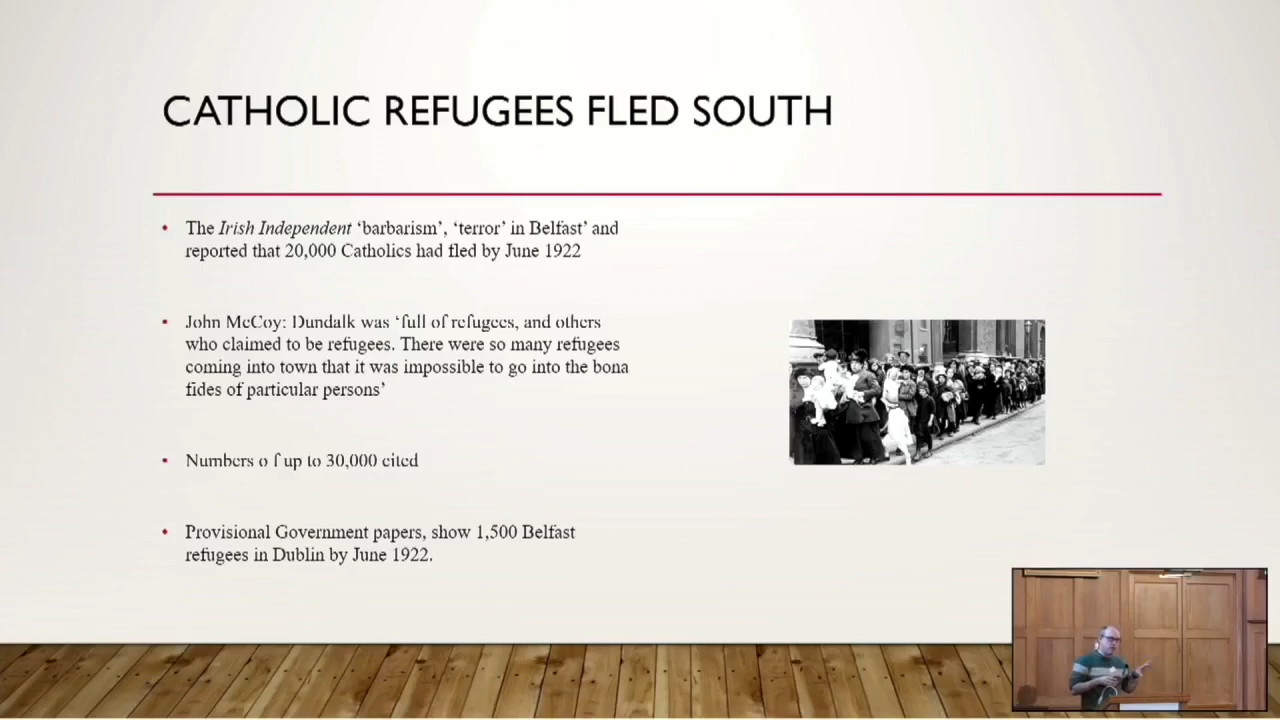 CATHOLIC REFUGEES FLED SOUTH
• The Irish Independent ‘barbarism’, ‘terror’ in Belfast’ and
reported that 20,000 Catholics had fled by June 1922
• John McCoy: Dundalk was ‘full of refugees, and others
who claimed to be refugees. There were so many refugees
coming into town that it was impossible to go into the bona
fides of particular persons’
• Numbers o f up to 30,000 cited
• Provisional Government papers, show 1,500 Belfast
refugees in Dublin by June 1922.